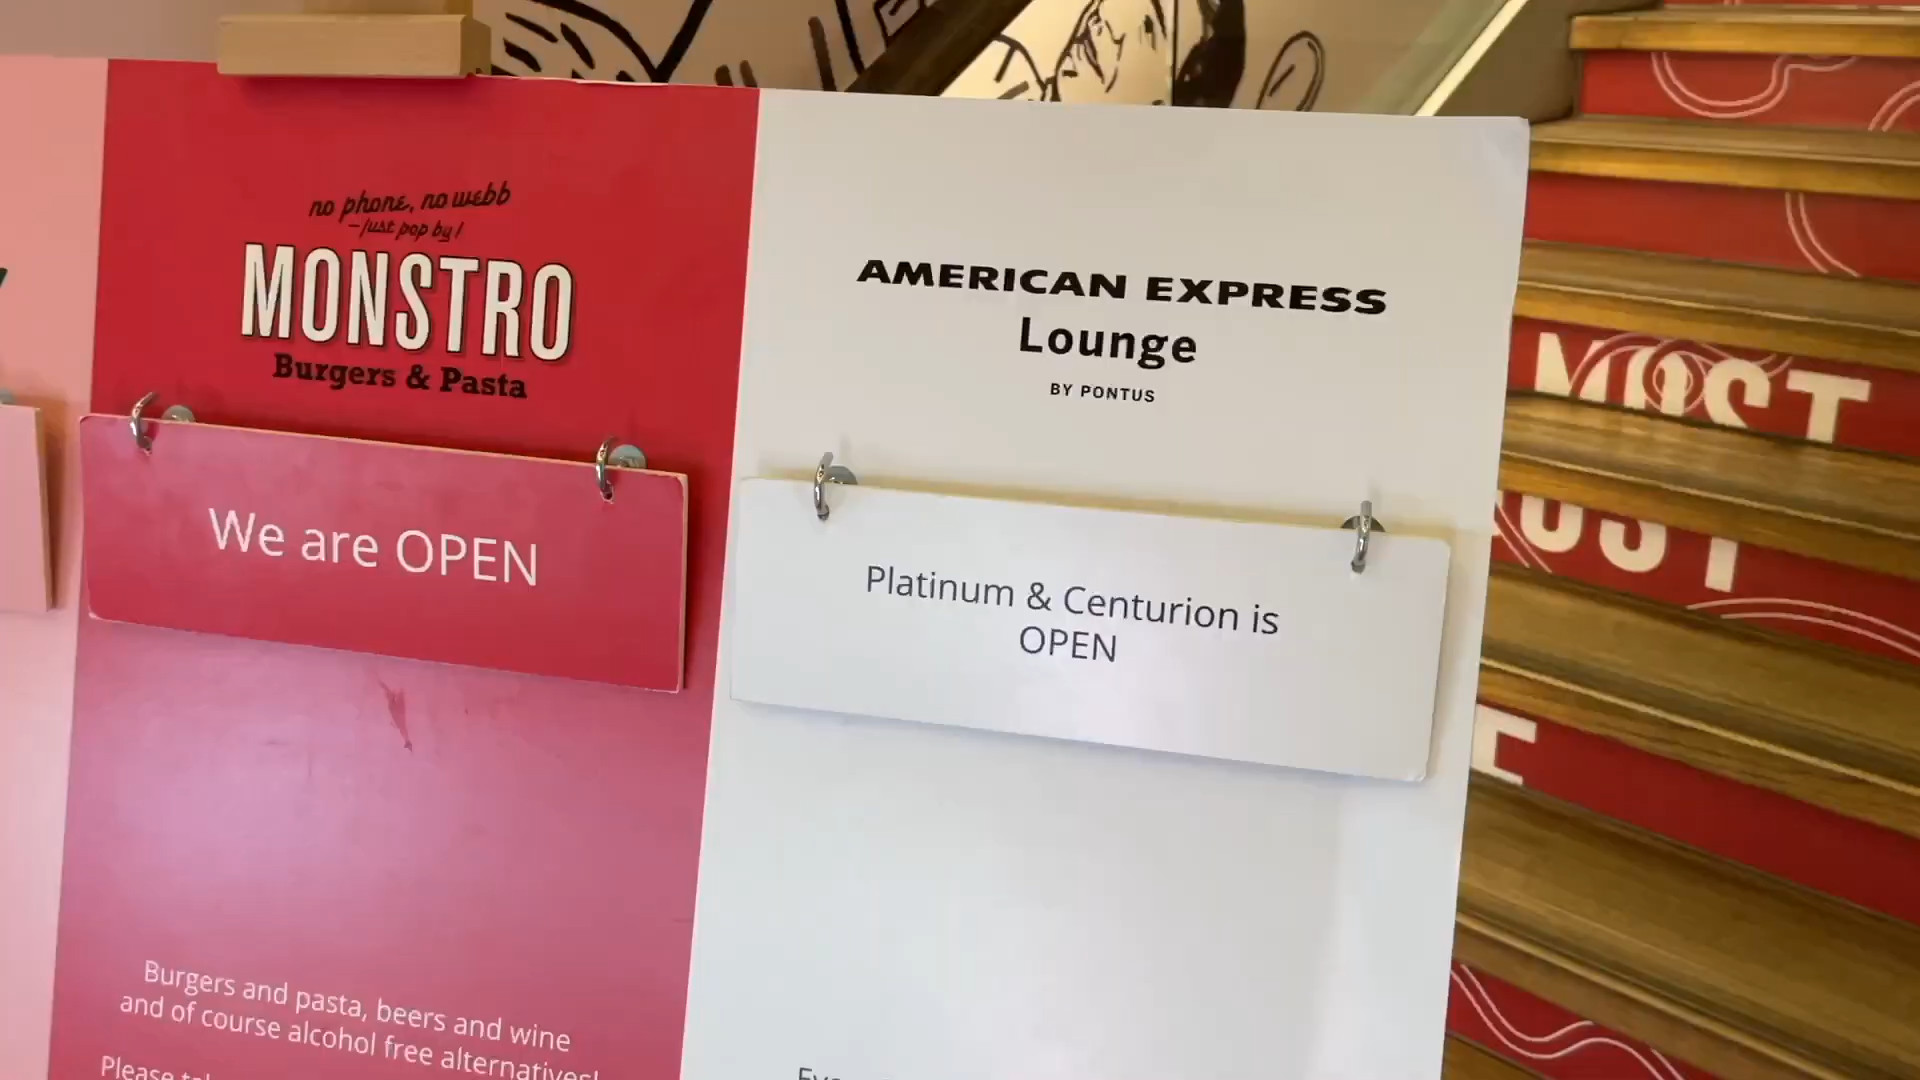 no phone, no webb
– just pop by!
MONSTRO
Burgers & Pasta
We are OPEN
Burgers and pasta, beers and wine
and of course alcohol free alternatives!
Please
AMERICAN EXPRESS
Lounge
BY PONTUS
Platinum & Centurion is
OPEN
MOST